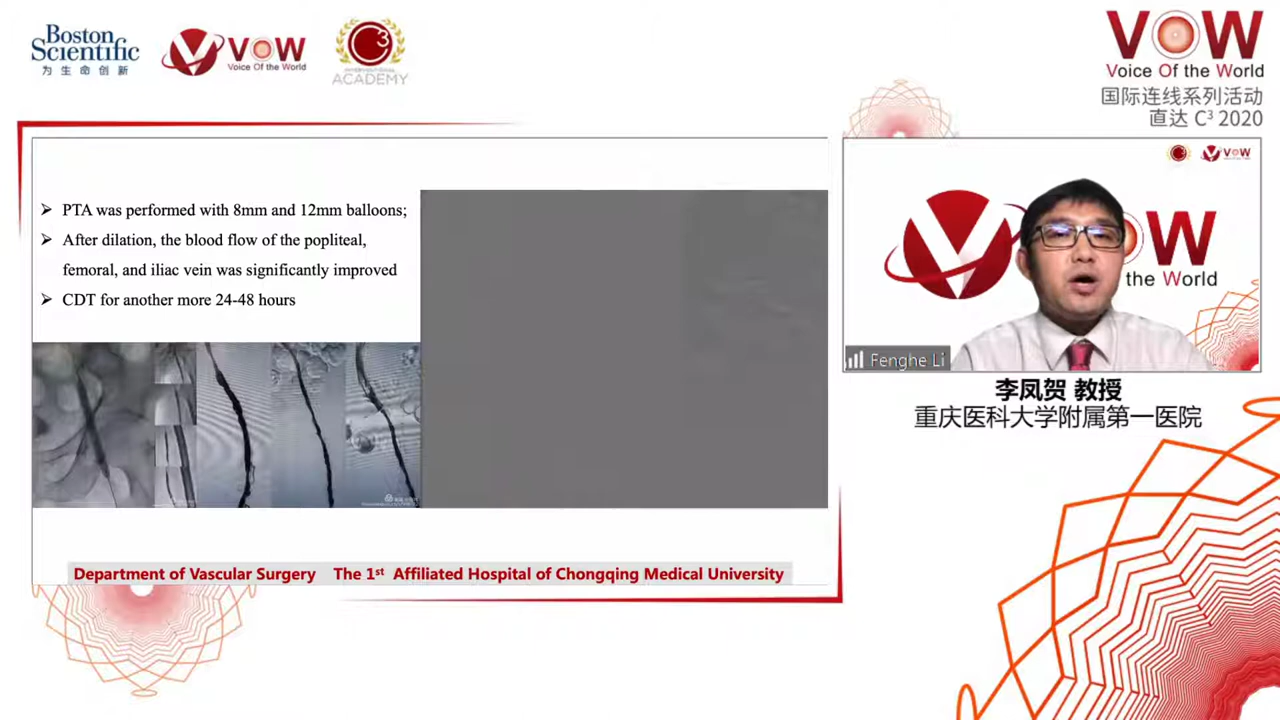 Boston
Scientific
为生命创新
VOW
Voice Of the World
C3
ACADEMY
VOW
Voice Of the World
国际连线系列活动
直达 C³ 2020
➢ PTA was performed with 8mm and 12mm balloons;
➢ After dilation, the blood flow of the popliteal,
femoral, and iliac vein was significantly improved
➢ CDT for another more 24-48 hours
Department of Vascular Surgery The 1st Affiliated Hospital of Chongqing Medical University
VOW
W
the World
Fenghe Li
李凤贺 教授
重庆医科大学附属第一医院